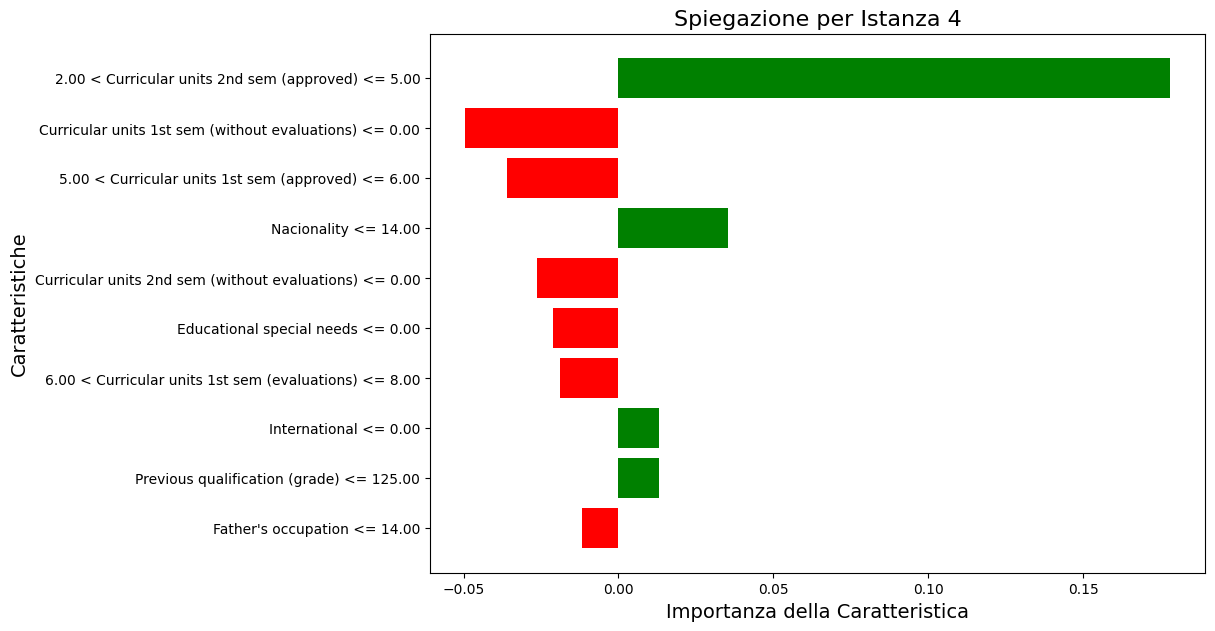 Spiegazione per Istanza 4
2.00 < Curricular units 2nd sem (approved) <= 5.00
Curricular units 1st sem (without evaluations) <= 0.00
5.00 < Curricular units 1st sem (approved) <= 6.00
Nacionality <= 14.00
Curricular units 2nd sem (without evaluations) <= 0.00
Educational special needs <= 0.00
6.00 < Curricular units 1st sem (evaluations) <= 8.00
International <= 0.00
Previous qualification (grade) <= 125.00
Father's occupation <= 14.00
Caratteristiche
−0.05 0.00 0.05 0.10 0.15
Importanza della Caratteristica